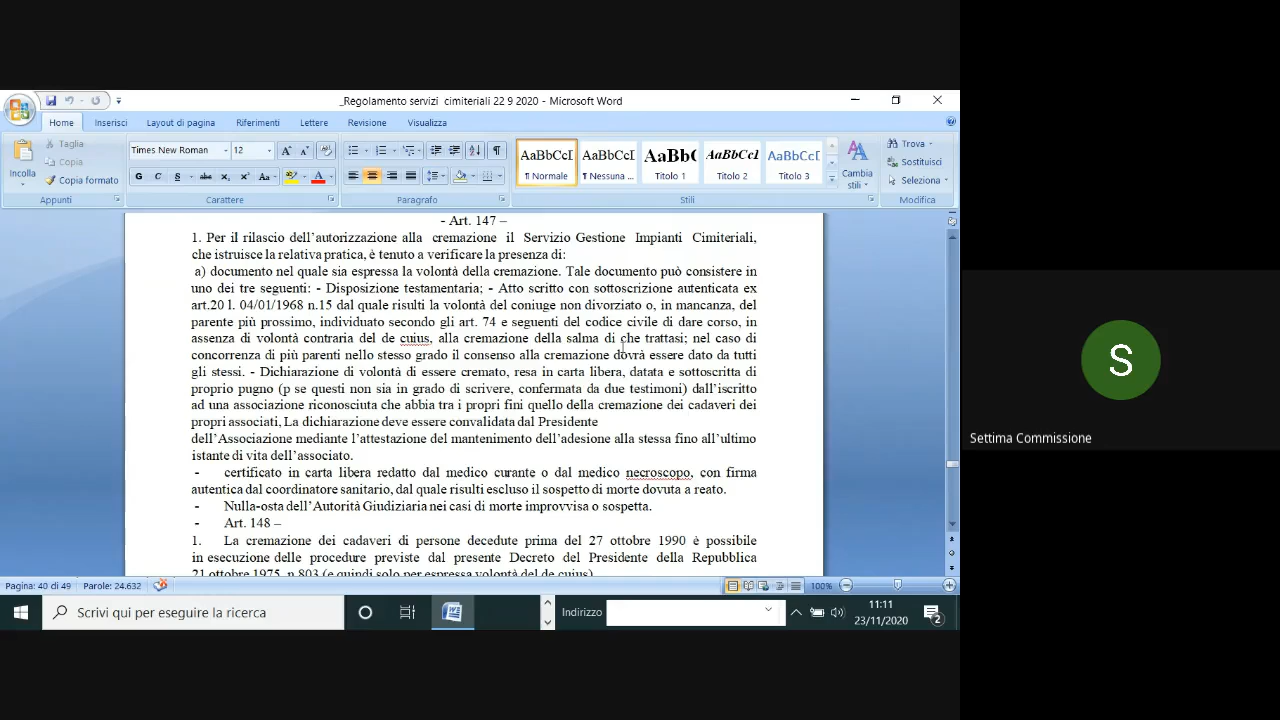 _Regolamento servizi cimiteriali 22 9 2020 - Microsoft Word
Home Inserisci Layout di pagina Riferimenti Lettere Revisione Visualizza
Taglia
Copia
Copia formato
Incolla
Appunti
Times New Roman 12
G C S abe X₂ X² Aa
Carattere
Paragrafo
AaBbCcI AaBbCcI AaBbC AaBbCcI AaBbCcI
¶ Normale ¶ Nessuna ... Titolo 1 Titolo 2 Titolo 3
Cambia stili
Stili
Trova
Sostituisci
Seleziona
Modifica
- Art. 147 –
1. Per il rilascio dell’autorizzazione alla cremazione il Servizio Gestione Impianti Cimiteriali,
che istruisce la relativa pratica, è tenuto a verificare la presenza di:
a) documento nel quale sia espressa la volontà della cremazione. Tale documento può consistere in
uno dei tre seguenti: - Disposizione testamentaria; - Atto scritto con sottoscrizione autenticata ex
art.20 l. 04/01/1968 n.15 dal quale risulti la volontà del coniuge non divorziato o, in mancanza, del
parente più prossimo, individuato secondo gli art. 74 e seguenti del codice civile di dare corso, in
assenza di volontà contraria del de cuius, alla cremazione della salma di che trattasi; nel caso di
concorrenza di più parenti nello stesso grado il consenso alla cremazione dovrà essere dato da tutti
gli stessi. - Dichiarazione di volontà di essere cremato, resa in carta libera, datata e sottoscritta di
proprio pugno (p se questi non sia in grado di scrivere, confermata da due testimoni) dall’iscritto
ad una associazione riconosciuta che abbia tra i propri fini quello della cremazione dei cadaveri dei
propri associati, La dichiarazione deve essere convalidata dal Presidente
dell’Associazione mediante l’attestazione del mantenimento dell’adesione alla stessa fino all’ultimo
istante di vita dell’associato.
- certificato in carta libera redatto dal medico curante o dal medico necroscopo, con firma
autentica dal coordinatore sanitario, dal quale risulti escluso il sospetto di morte dovuta a reato.
- Nulla-osta dell’Autorità Giudiziaria nei casi di morte improvvisa o sospetta.
- Art. 148 –
1. La cremazione dei cadaveri di persone decedute prima del 27 ottobre 1990 è possibile
in esecuzione delle procedure previste dal presente Decreto del Presidente della Repubblica
21 ottobre 1975, n.803 (e quindi solo per espressa volontà del de cuius)
Pagina: 40 di 49 Parole: 24.632 100%
Scrivi qui per eseguire la ricerca
Indirizzo
11:11
23/11/2020
2
S
Settima Commissione